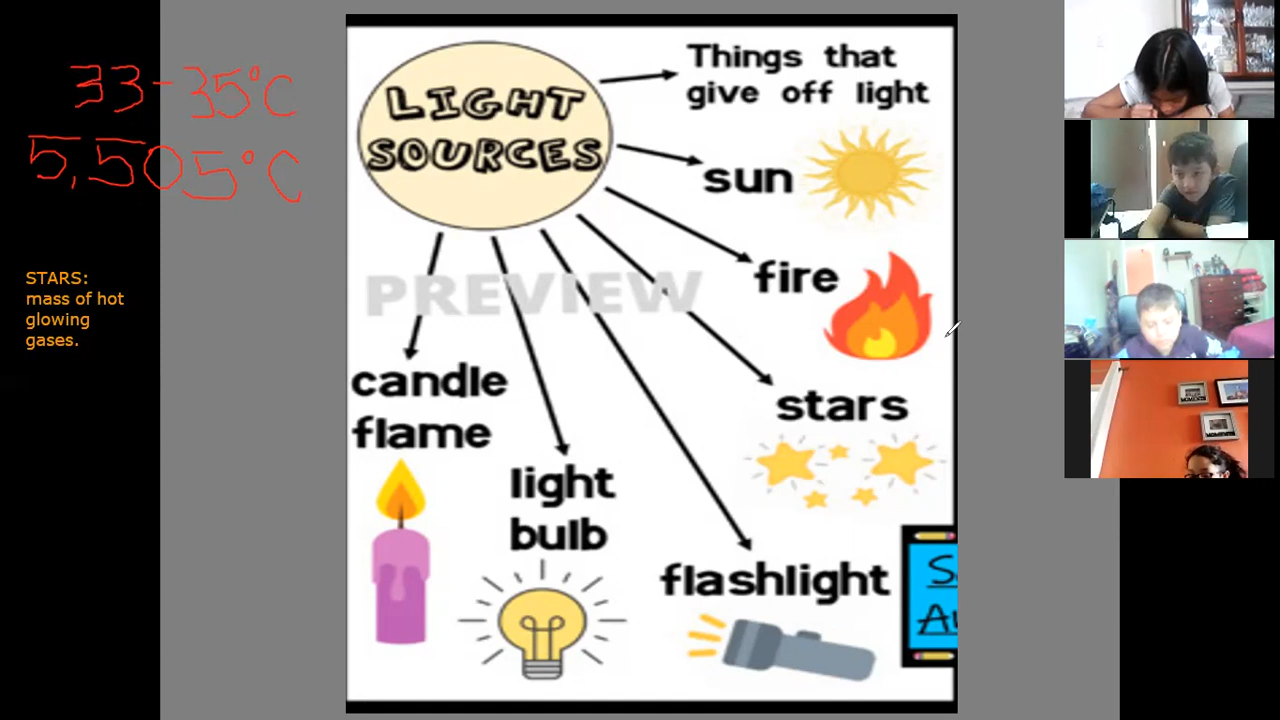 33-35°C
5,505°C
STARS:
mass of hot
glowing
gases.
LIGHT
SOURCES
Things that
give off light
sun
fire
stars
PREVIEW
candle
flame
light
bulb
flashlight